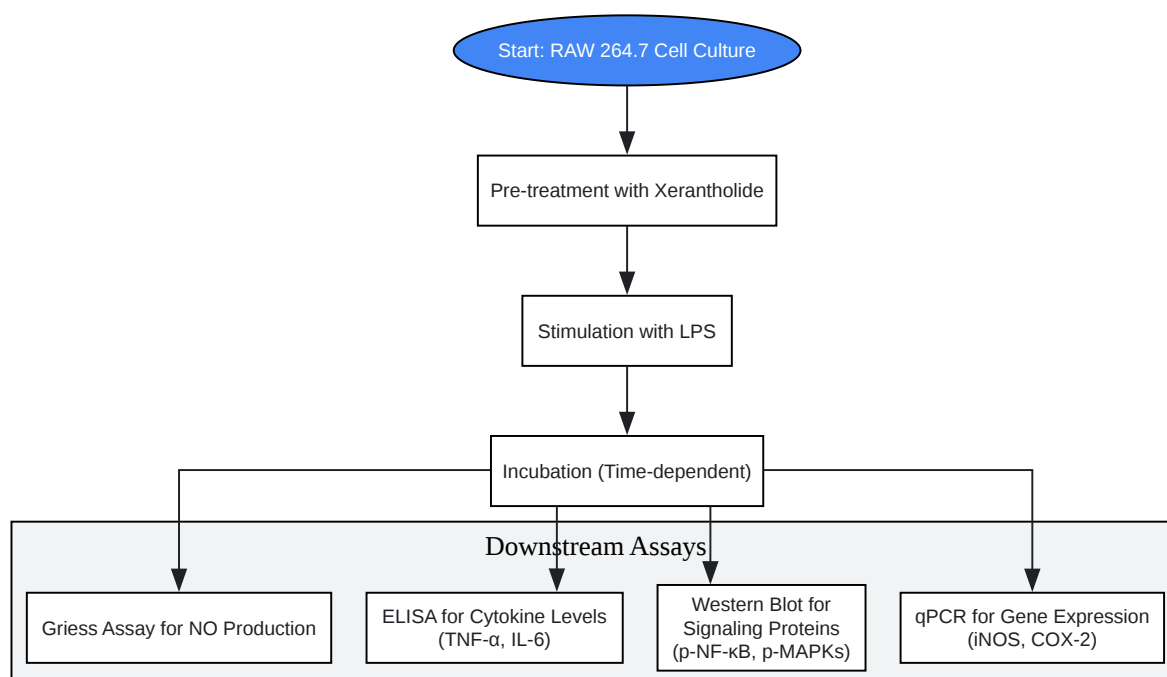 Start: RAW 264.7 Cell Culture
Pre-treatment with Xerantholide
Stimulation with LPS
Incubation (Time-dependent)
Downstream Assays
Griess Assay for NO Production
ELISA for Cytokine Levels
(TNF-α, IL-6)
Western Blot for
Signaling Proteins
(p-NF-κB, p-MAPKs)
qPCR for Gene Expression
(iNOS, COX-2)